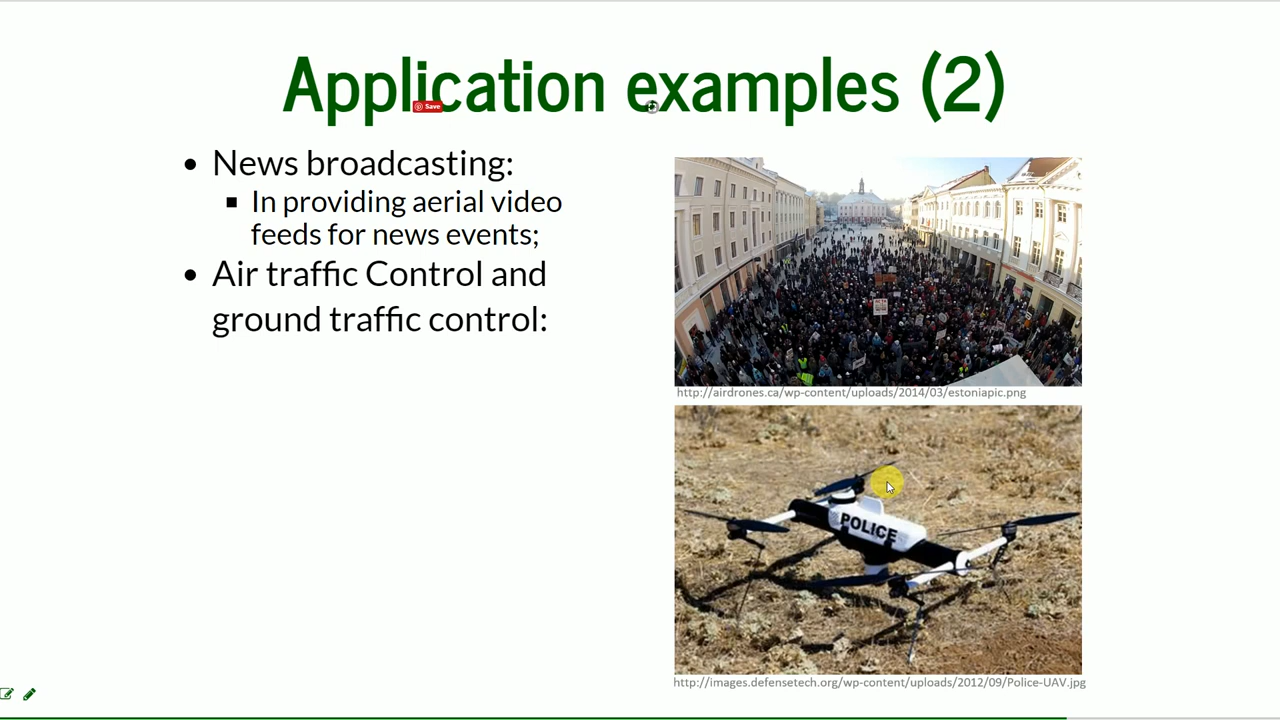 Application examples (2)
Save
News broadcasting:
In providing aerial video
feeds for news events;
Air traffic Control and
ground traffic control:
http://airdrones.ca/wp-content/uploads/2014/03/estoniapic.png
POLICE
http://images.defensetech.org/wp-content/uploads/2012/09/Police-UAV.jpg